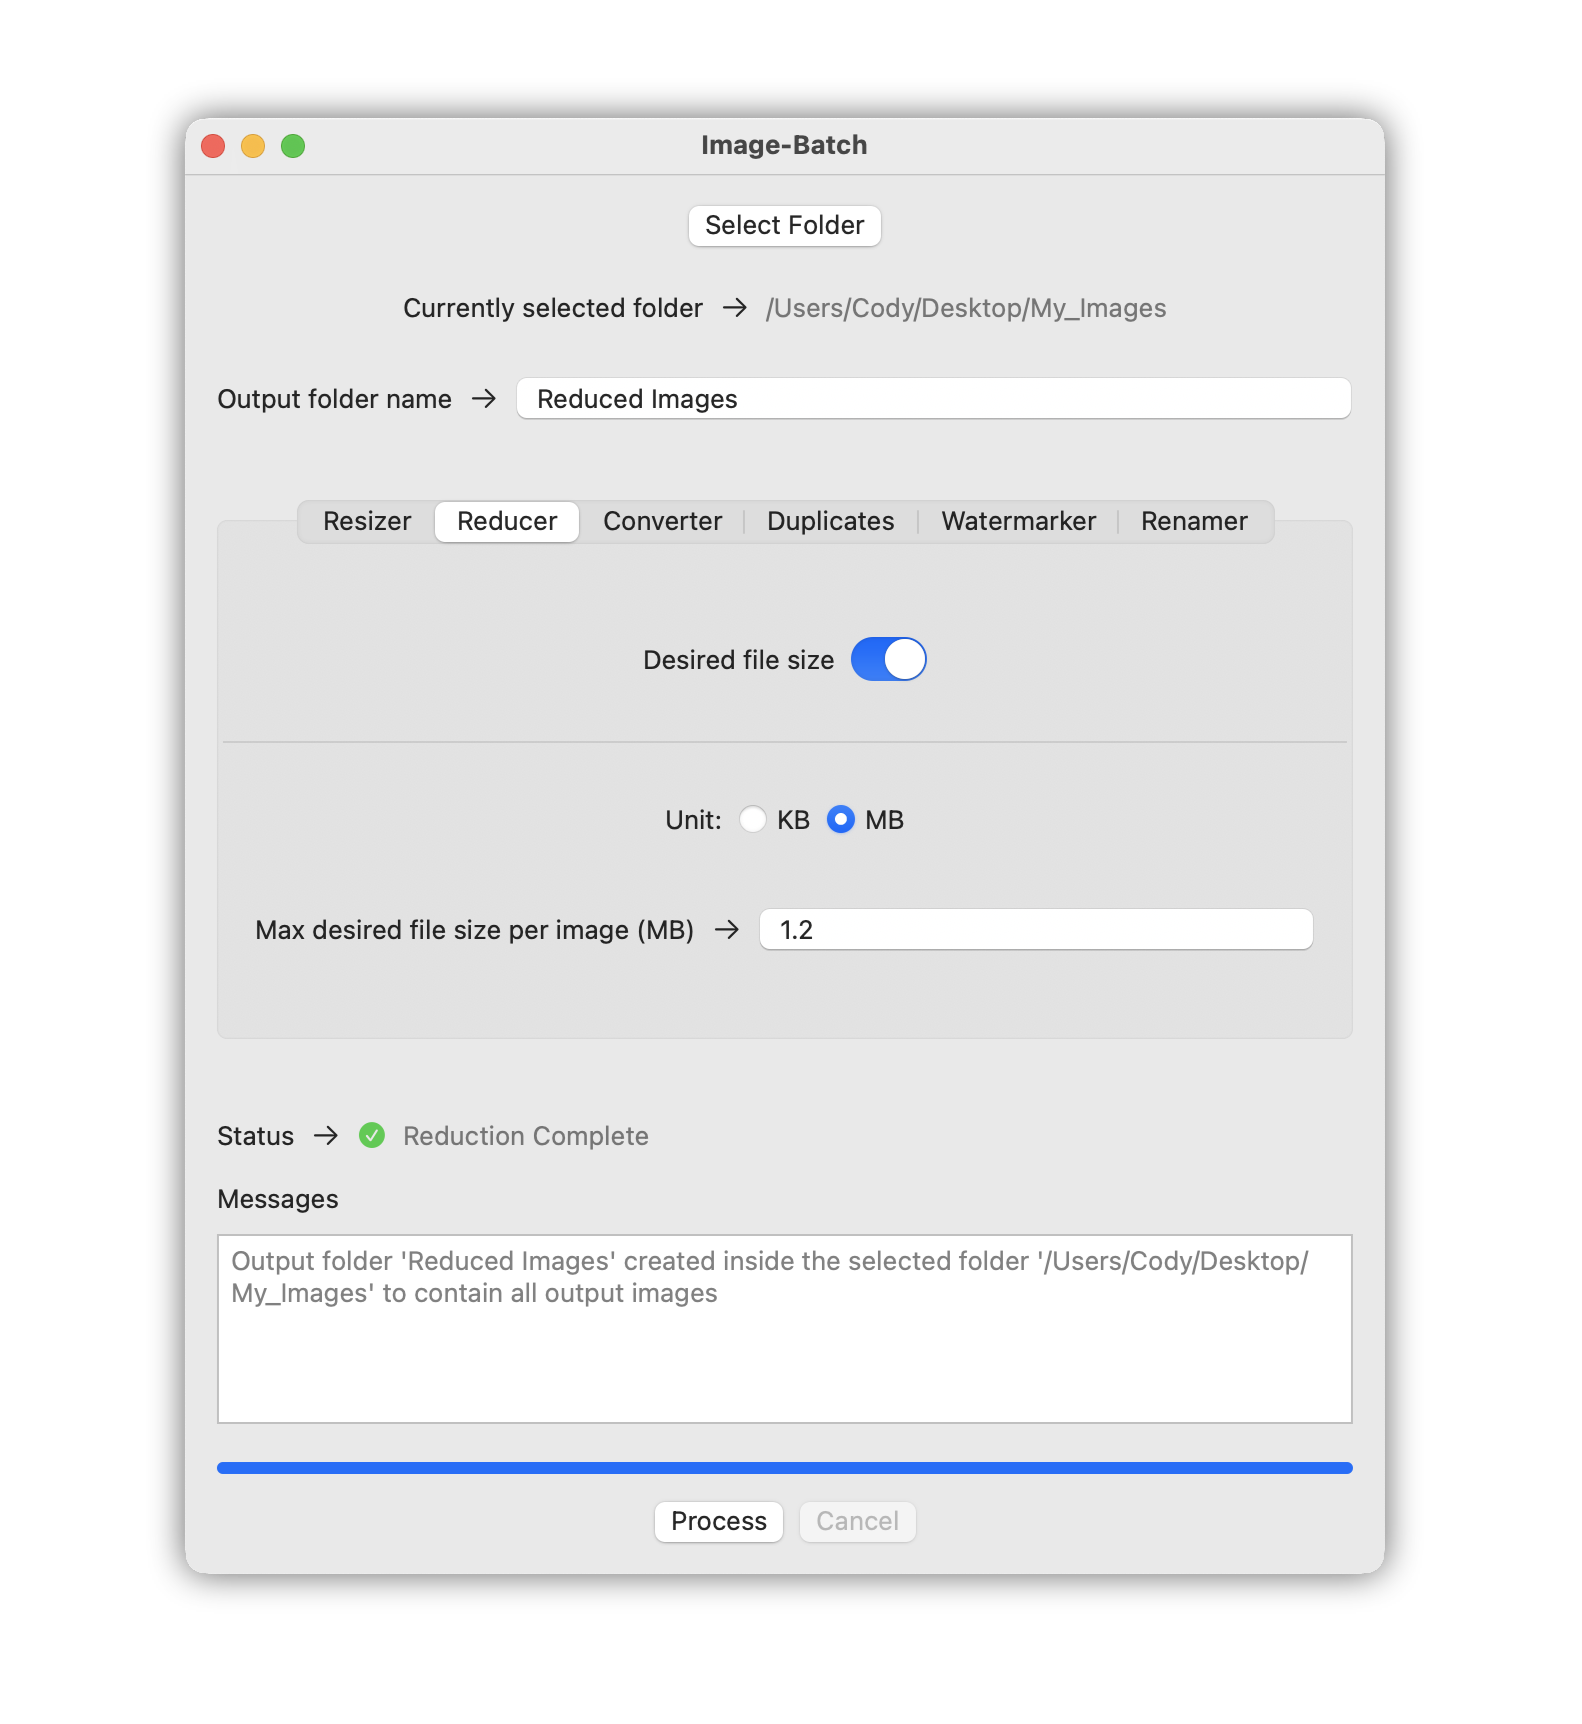 Image-Batch
Select Folder
Currently selected folder → /Users/Cody/Desktop/My_Images
Output folder name → Reduced Images
Resizer Reducer Converter Duplicates Watermarker Renamer
Desired file size
Unit: KB MB
Max desired file size per image (MB) → 1.2
Status → Reduction Complete
Messages
Output folder 'Reduced Images' created inside the selected folder '/Users/Cody/Desktop/
My_Images' to contain all output images
Process Cancel